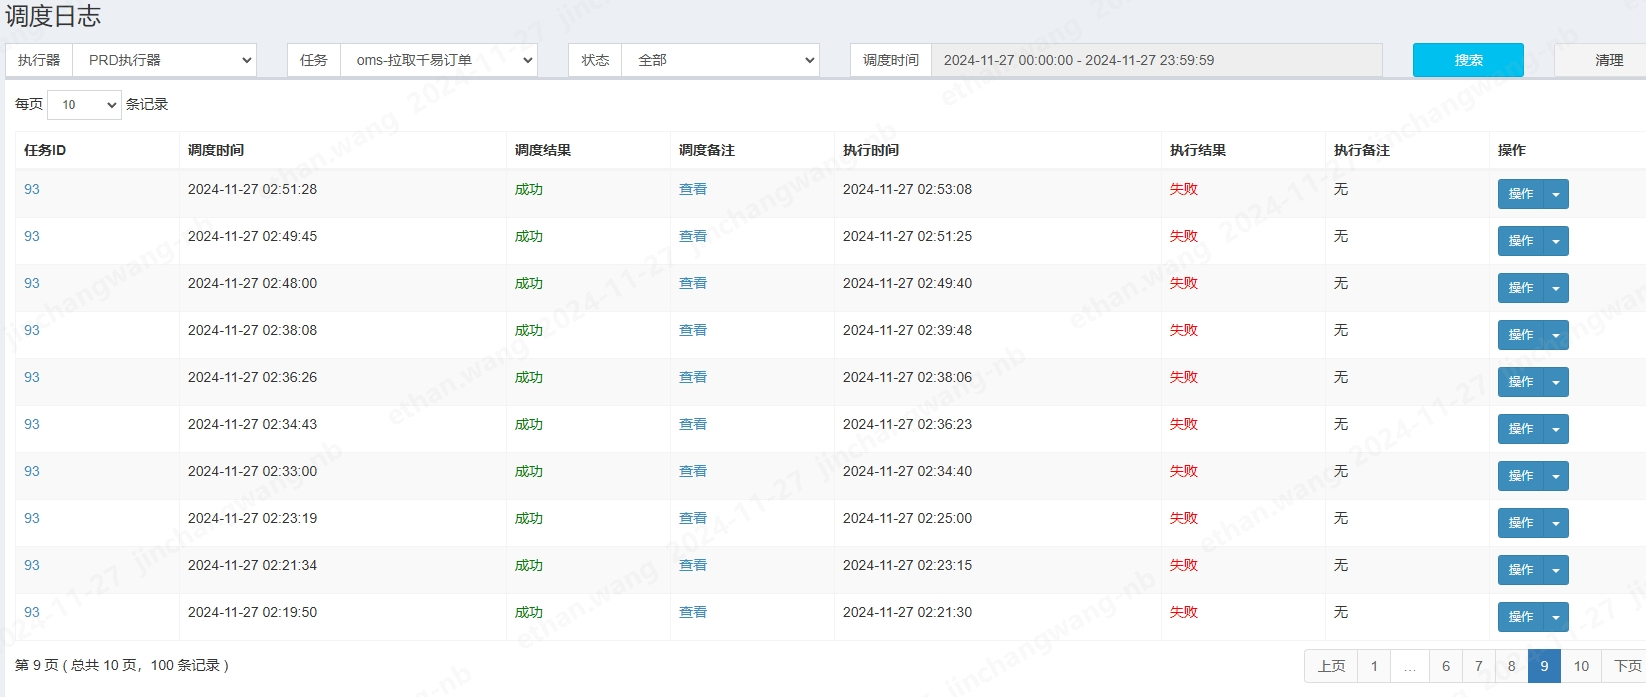 调度日志
执行器 PRD执行器 任务 oms-拉取千易订单 状态 全部 调度时间 2024-11-27 00:00:00 - 2024-11-27 23:59:59 搜索 清理
每页 10 条记录
任务ID 调度时间 调度结果 调度备注 执行时间 执行结果 执行备注 操作
93 2024-11-27 02:51:28 成功 查看 2024-11-27 02:53:08 失败 无 操作
93 2024-11-27 02:49:45 成功 查看 2024-11-27 02:51:25 失败 无 操作
93 2024-11-27 02:48:00 成功 查看 2024-11-27 02:49:40 失败 无 操作
93 2024-11-27 02:38:08 成功 查看 2024-11-27 02:39:48 失败 无 操作
93 2024-11-27 02:36:26 成功 查看 2024-11-27 02:38:06 失败 无 操作
93 2024-11-27 02:34:43 成功 查看 2024-11-27 02:36:23 失败 无 操作
93 2024-11-27 02:33:00 成功 查看 2024-11-27 02:34:40 失败 无 操作
93 2024-11-27 02:23:19 成功 查看 2024-11-27 02:25:00 失败 无 操作
93 2024-11-27 02:21:34 成功 查看 2024-11-27 02:23:15 失败 无 操作
93 2024-11-27 02:19:50 成功 查看 2024-11-27 02:21:30 失败 无 操作
第 9 页 ( 总共 10 页，100 条记录 ) 上页 1 … 6 7 8 9 10 下页
ethan.wang 2024-11-27 jinchangwang-nb